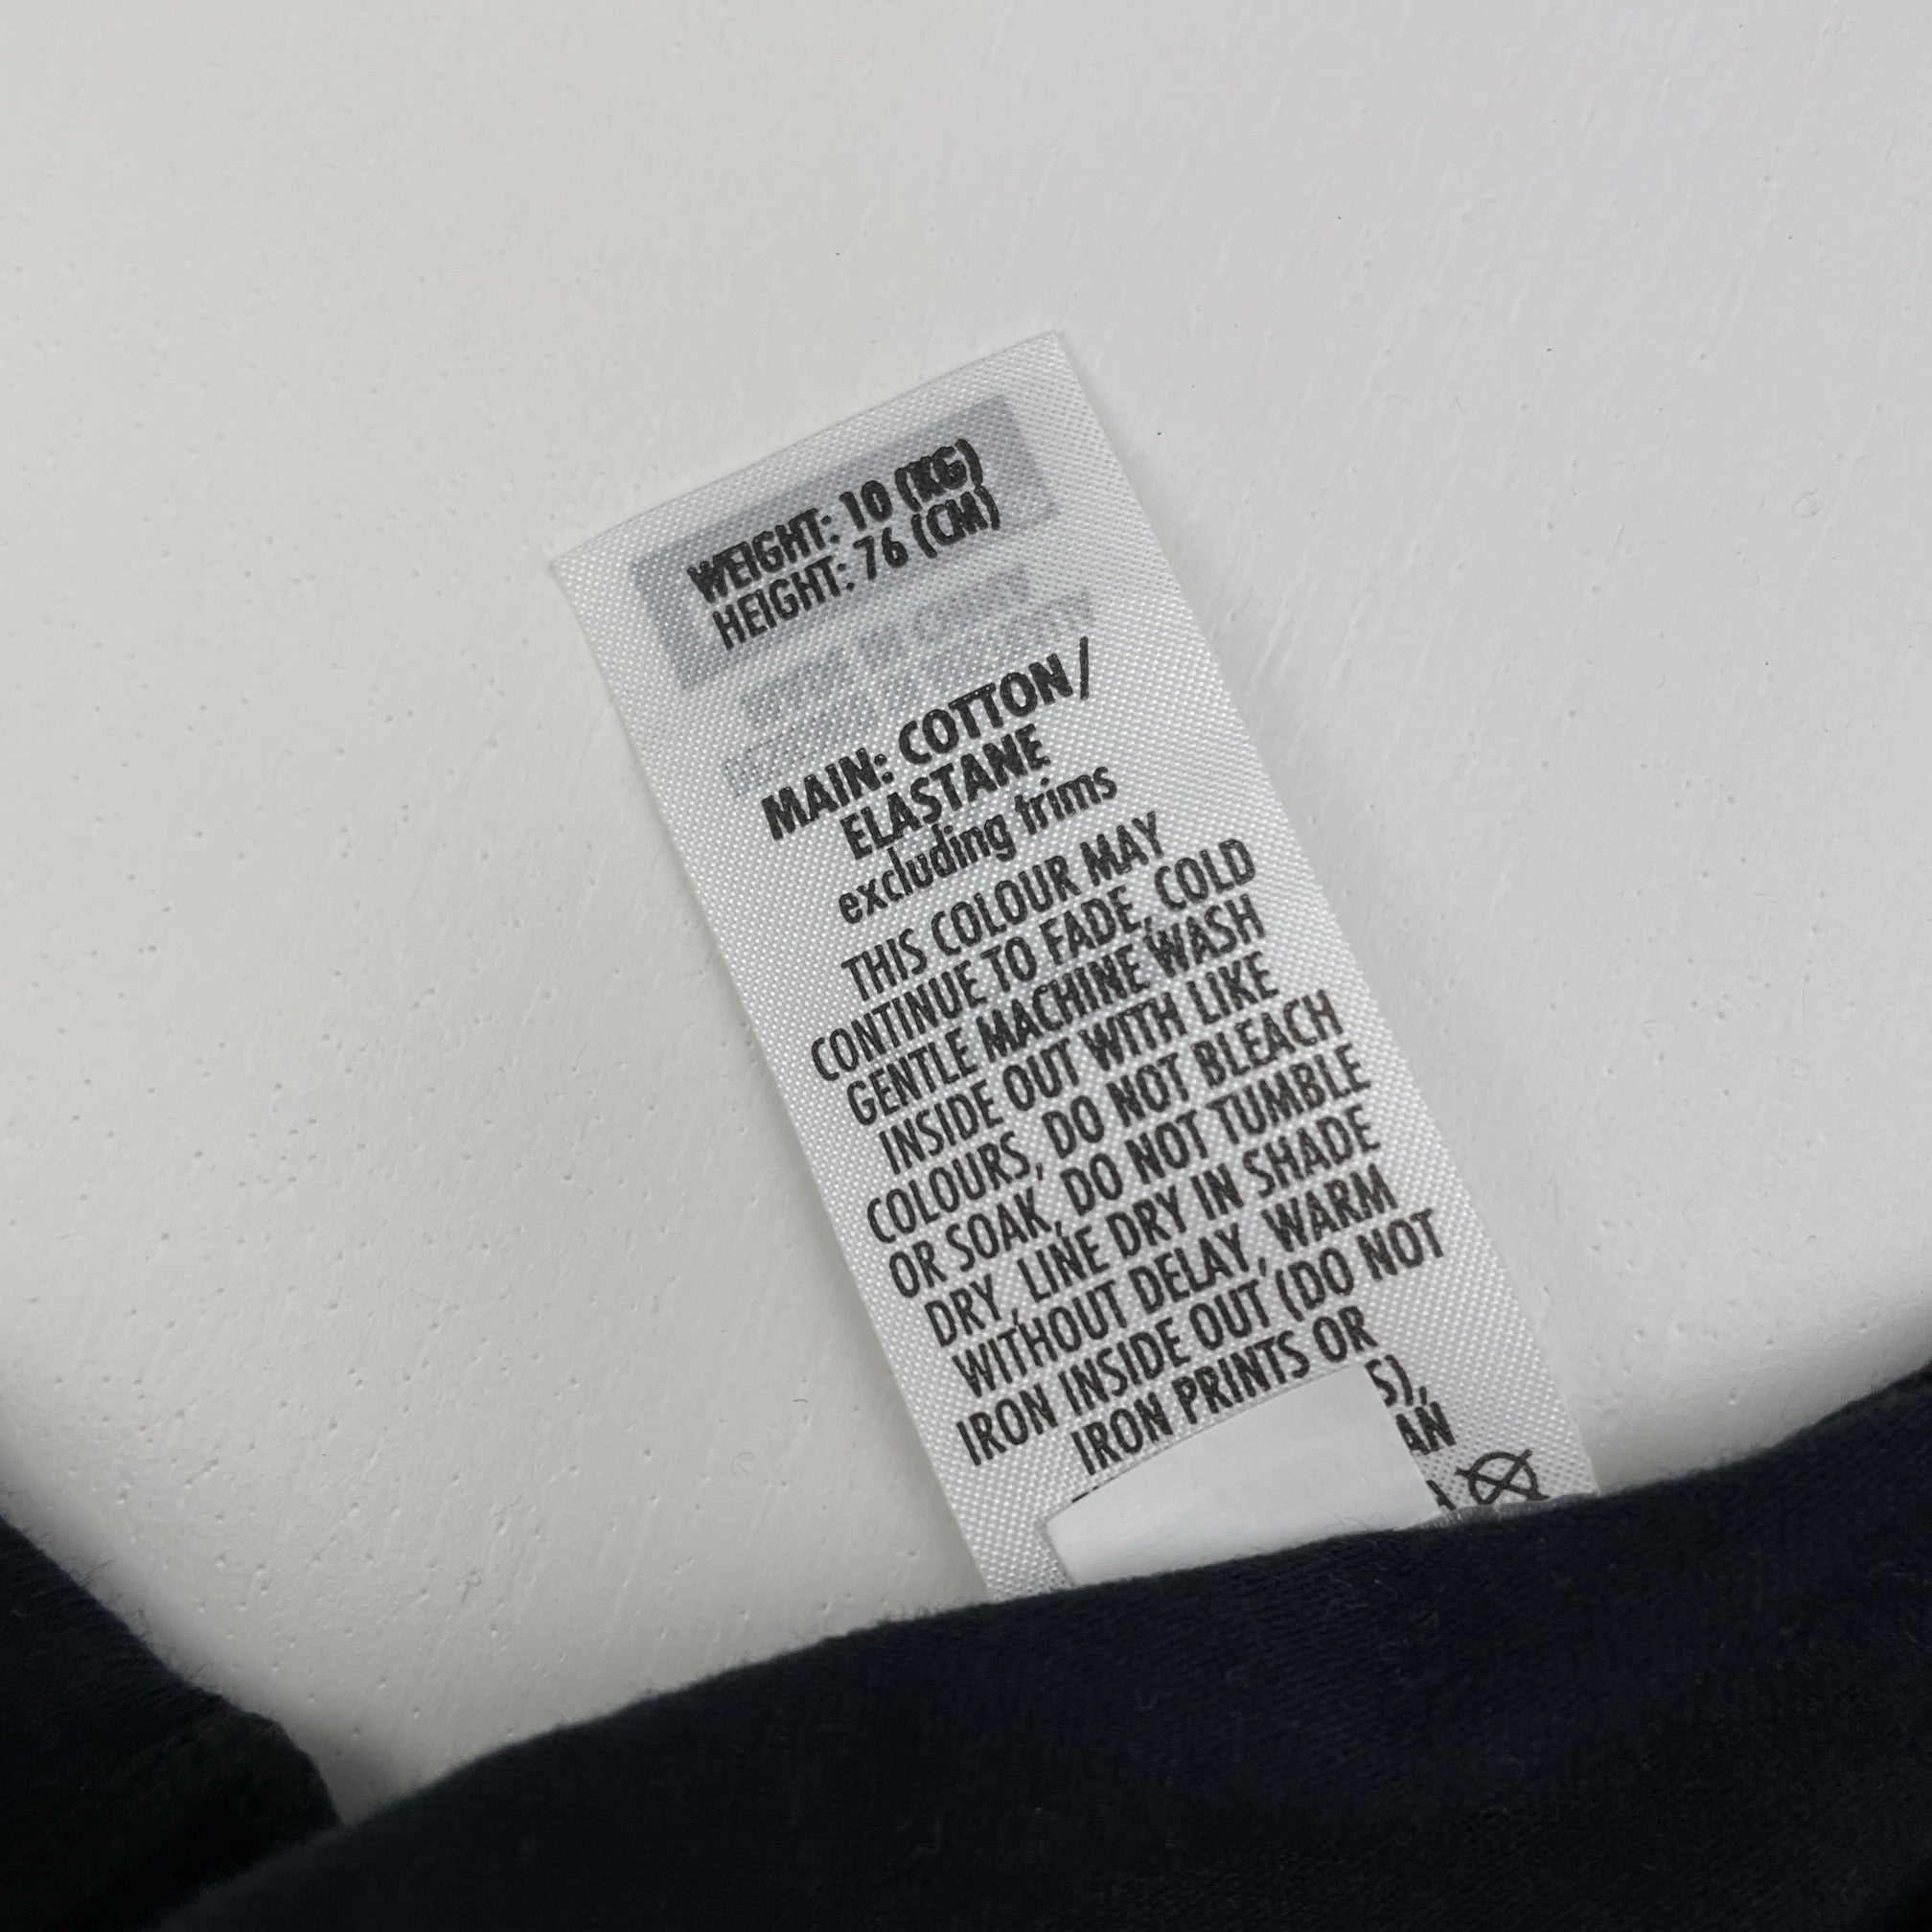 WEIGHT: 10 (KG)
HEIGHT: 76 (CM)
MAIN: COTTON/
ELASTANE
excluding trims
THIS COLOUR MAY
CONTINUE TO FADE, COLD
GENTLE MACHINE WASH
INSIDE OUT WITH LIKE
COLOURS, DO NOT BLEACH
OR SOAK, DO NOT TUMBLE
DRY, LINE DRY IN SHADE
WITHOUT DELAY, WARM
IRON INSIDE OUT (DO NOT
IRON PRINTS OR
S),
AN